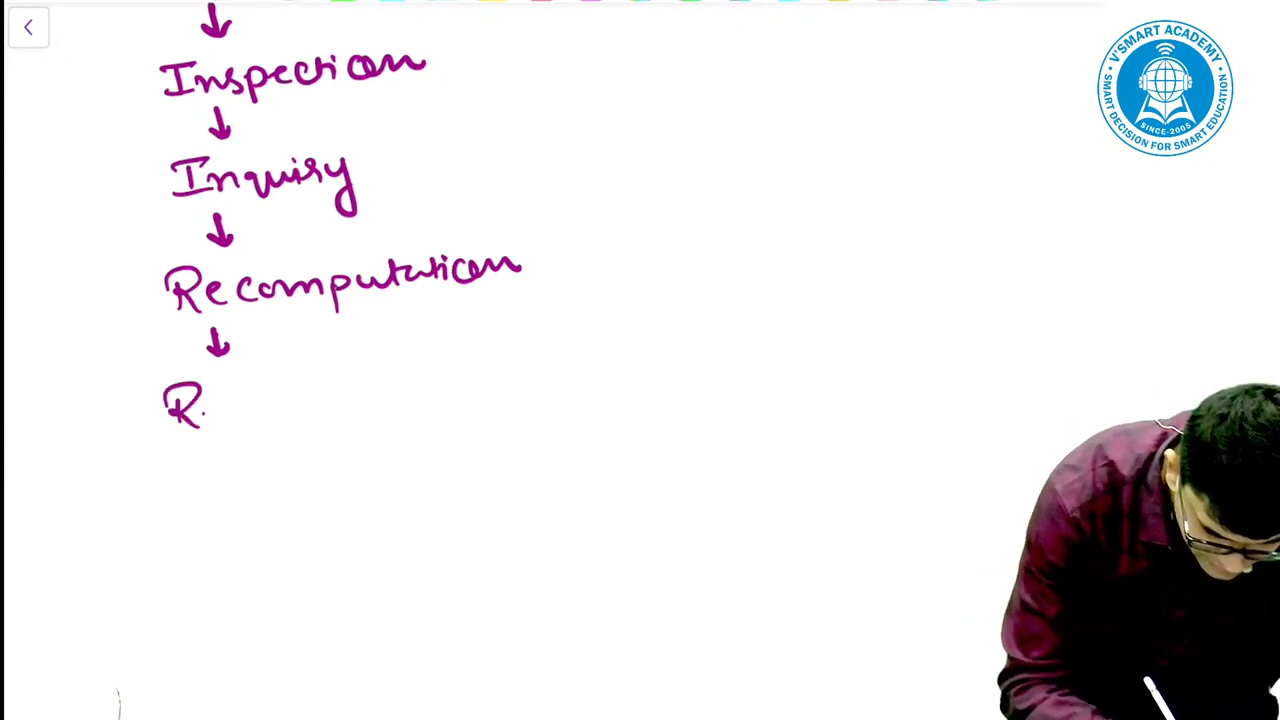 Inspection
Inquiry
Recomputation
R.
V'SMART ACADEMY
SINCE-2005
SMART DECISION FOR SMART EDUCATION